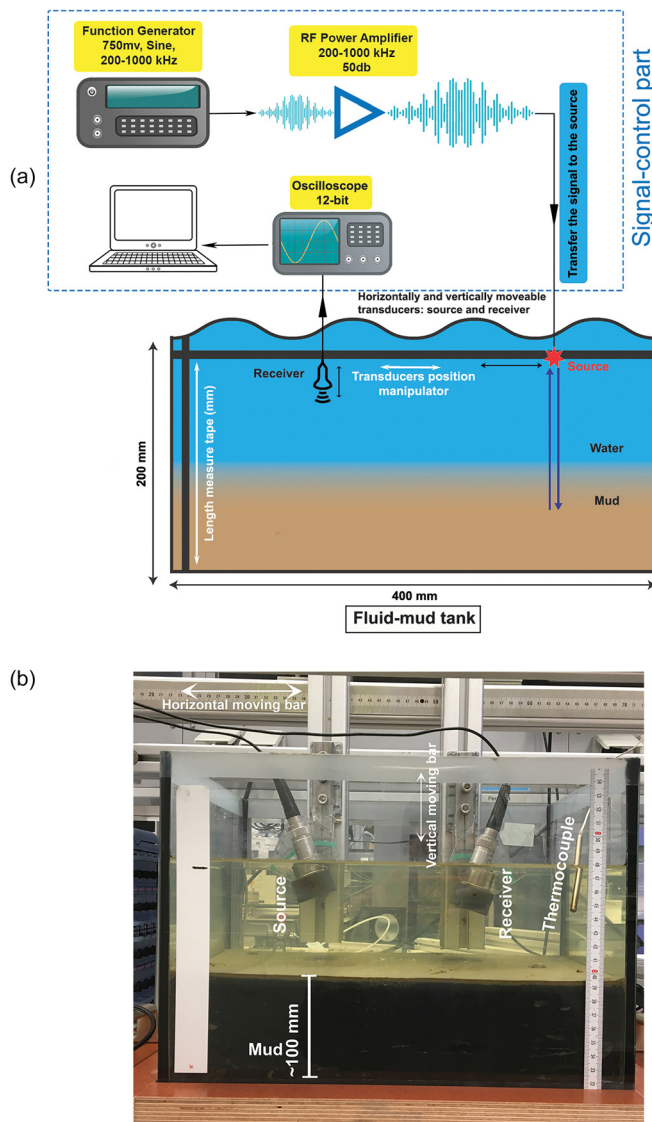 Function Generator
750mv, Sine,
200-1000 kHz
RF Power Amplifier
200-1000 kHz
50db
Signal-control part
Transfer the signal to the source
(a)
Oscilloscope
12-bit
Horizontally and vertically moveable
transducers: source and receiver
Receiver
Transducers position
manipulator
Source
Length measure tape (mm)
200 mm
Water
Mud
400 mm
Fluid-mud tank
(b)
Horizontal moving bar
Vertical moving bar
Source
Receiver
Thermocouple
Mud
~100 mm